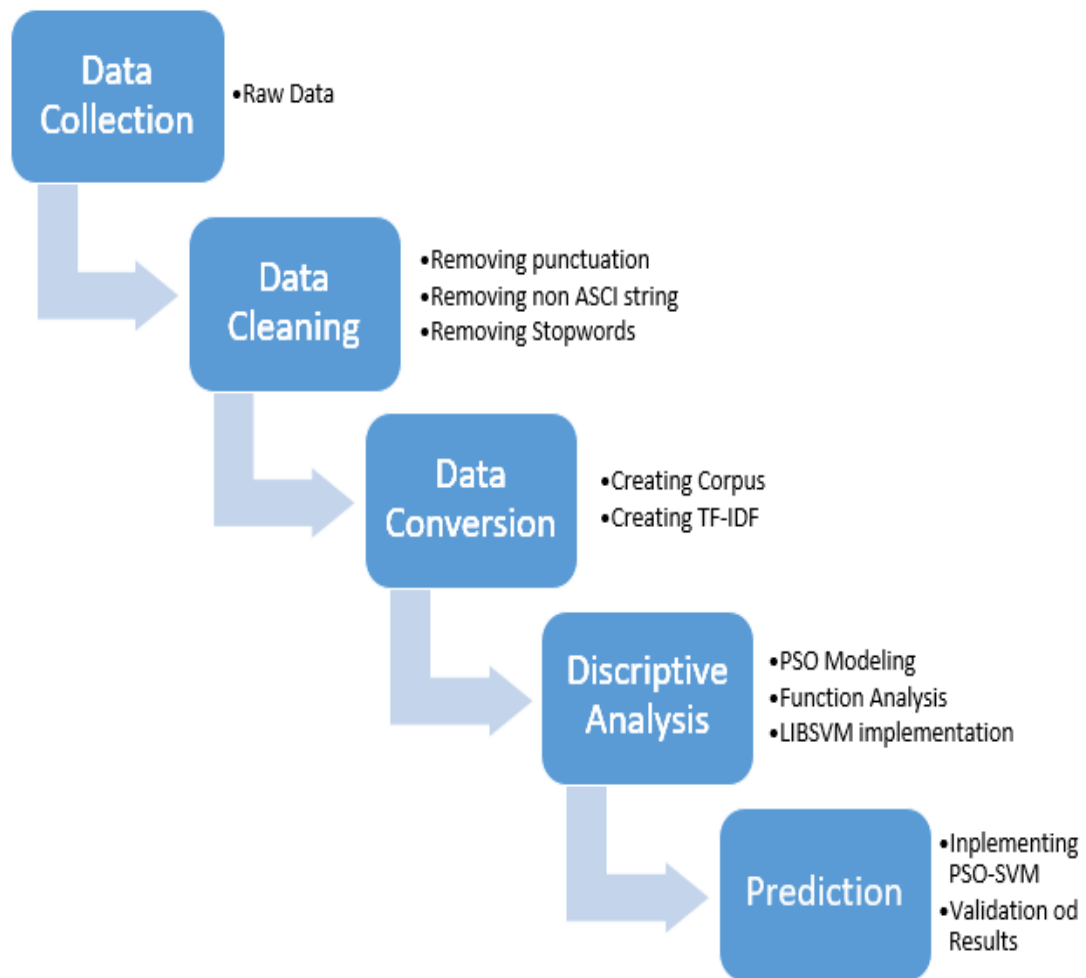 Data
Collection
•Raw Data
Data
Cleaning
•Removing punctuation
•Removing non ASCI string
•Removing Stopwords
Data
Conversion
•Creating Corpus
•Creating TF-IDF
Discriptive
Analysis
•PSO Modeling
•Function Analysis
•LIBSVM implementation
Prediction
•Inplementing
PSO-SVM
•Validation od
Results